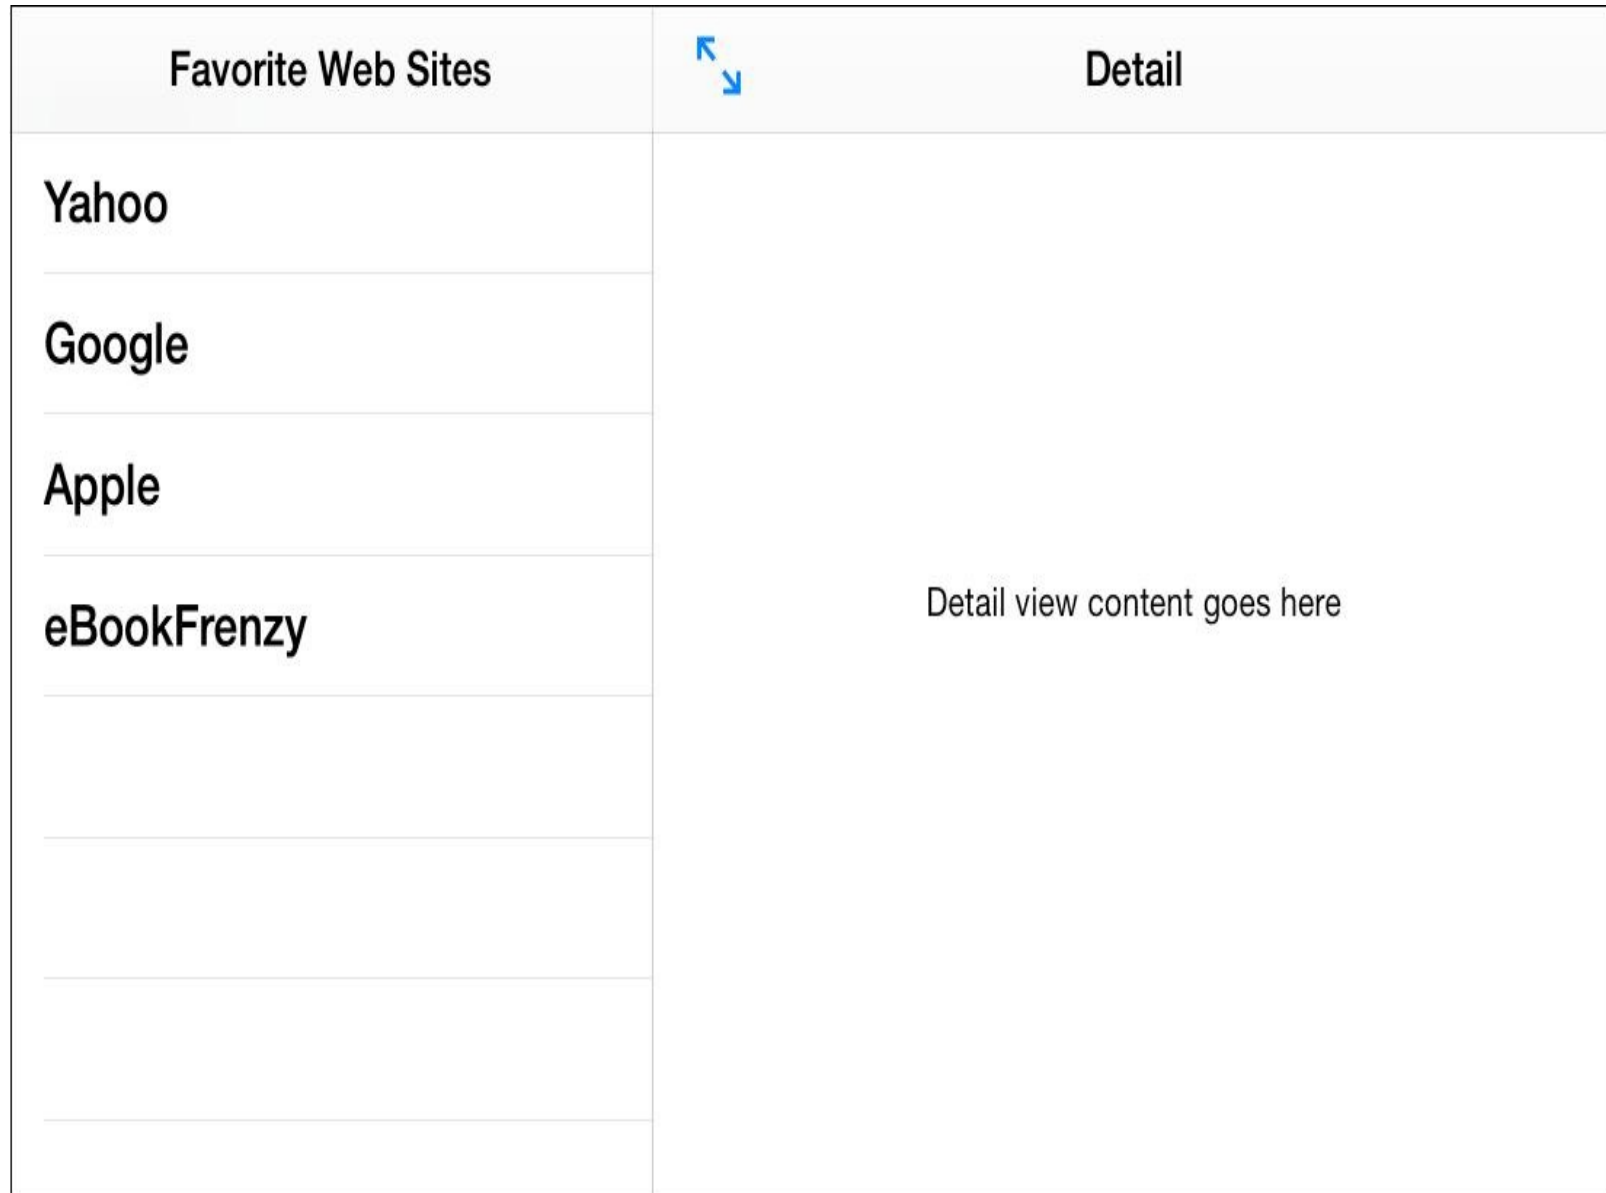 Favorite Web Sites
Detail
Yahoo
Google
Apple
eBookFrenzy
Detail view content goes here